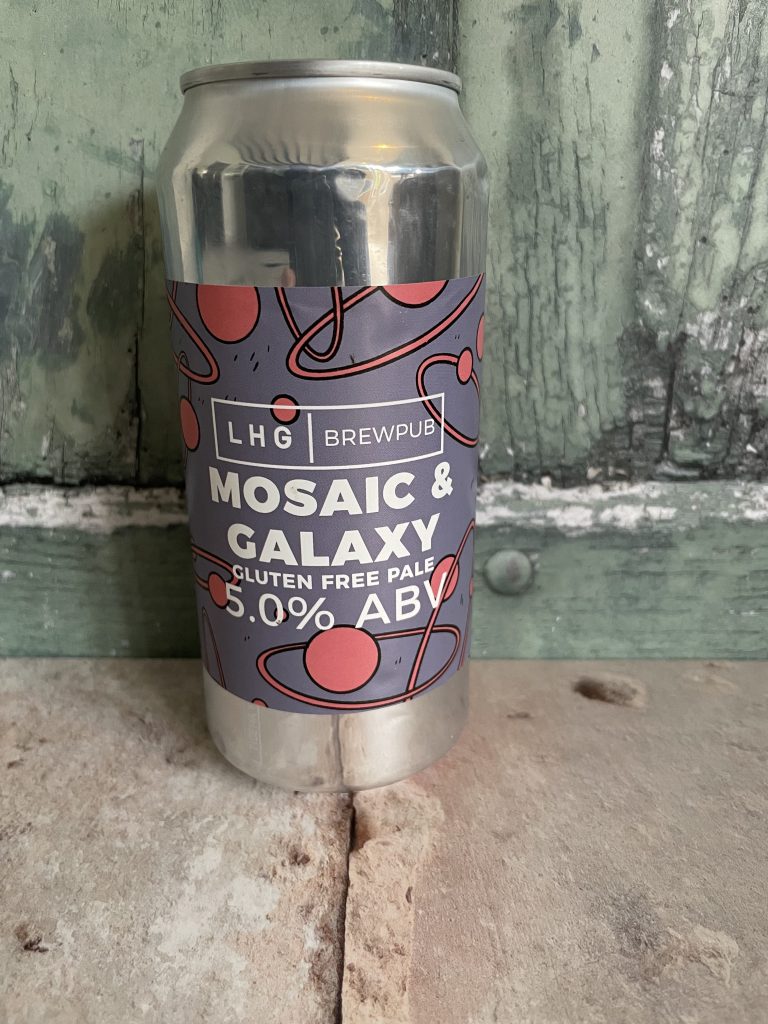 LHG | BREWPUB
MOSAIC &
GALAXY
GLUTEN FREE PALE
5.0% ABV